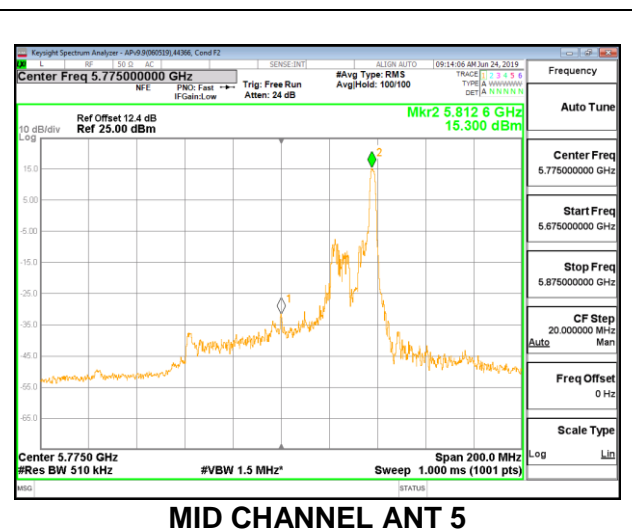 Keysight Spectrum Analyzer - APv9.9(060519),44366, Cond F2
L RF 50 Ω AC SENSE:INT ALIGN AUTO 09:14:06 AM Jun 24, 2019
Center Freq 5.775000000 GHz
NFE PNO: Fast IFGain:Low
Trig: Free Run
Atten: 24 dB
#Avg Type: RMS
Avg|Hold: 100/100
TRACE 1 2 3 4 5 6
TYPE A WWWWW
DET A N N N N N
Frequency
Auto Tune
Center Freq
5.775000000 GHz
Start Freq
5.675000000 GHz
Stop Freq
5.875000000 GHz
CF Step
20.000000 MHz
Auto Man
Freq Offset
0 Hz
Scale Type
Log Lin
Mkr2 5.812 6 GHz
15.300 dBm
Ref Offset 12.4 dB
10 dB/div Ref 25.00 dBm
Log
15.0
5.00
-5.00
-15.0
-25.0
-35.0
-45.0
-55.0
-65.0
2
1
Center 5.7750 GHz Span 200.0 MHz
#Res BW 510 kHz #VBW 1.5 MHz* Sweep 1.000 ms (1001 pts)
MSG STATUS
MID CHANNEL ANT 5